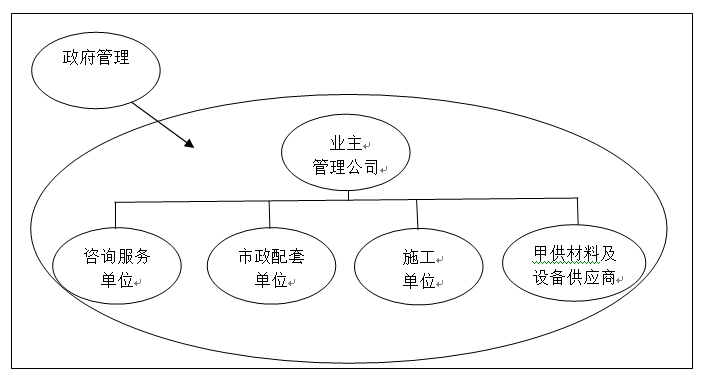 政府管理
业主
管理公司
咨询服务
单位
市政配套
单位
施工
单位
甲供材料及
设备供应商